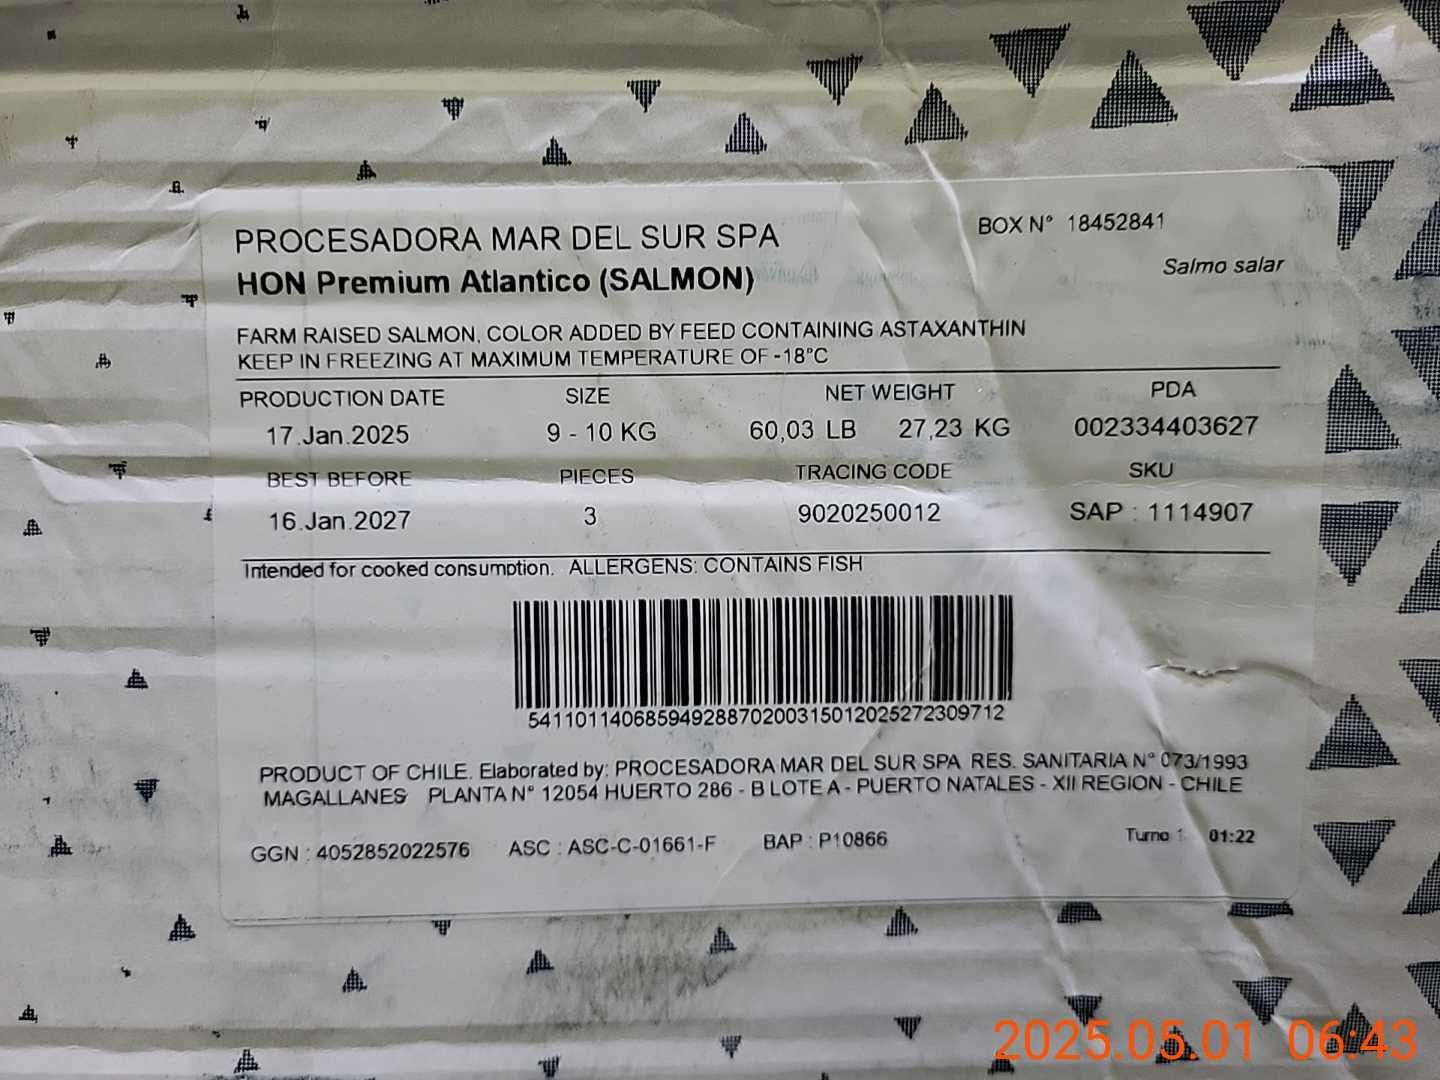 PROCESADORA MAR DEL SUR SPA
BOX N° 18452841
HON Premium Atlantico (SALMON)
Salmo salar
FARM RAISED SALMON, COLOR ADDED BY FEED CONTAINING ASTAXANTHIN
KEEP IN FREEZING AT MAXIMUM TEMPERATURE OF -18°C
PRODUCTION DATE SIZE NET WEIGHT PDA
17.Jan.2025 9 - 10 KG 60,03 LB 27,23 KG 002334403627
BEST BEFORE PIECES TRACING CODE SKU
16.Jan.2027 3 9020250012 SAP : 1114907
Intended for cooked consumption. ALLERGENS: CONTAINS FISH
54110114068594928870200315012025272309712
PRODUCT OF CHILE. Elaborated by: PROCESADORA MAR DEL SUR SPA RES. SANITARIA N° 073/1993
MAGALLANES PLANTA N° 12054 HUERTO 286 - B LOTE A - PUERTO NATALES - XII REGION - CHILE
GGN : 4052852022576 ASC : ASC-C-01661-F BAP : P10866 Turno 1 01:22
2025.05.01 06:43